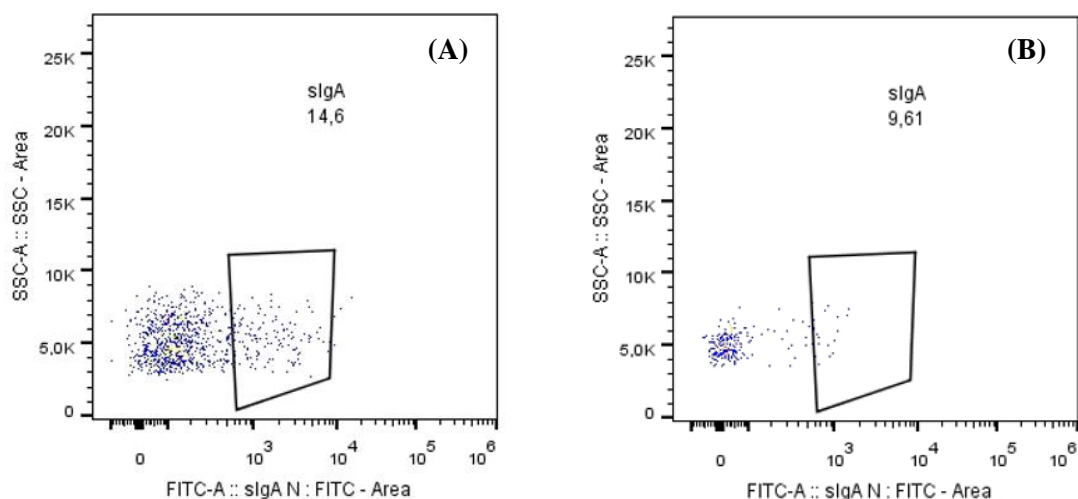 (A)
25K
sIgA
14,6
20K
15K
10K
5,0K
0
SSC-A :: SSC - Area
0 10^3 10^4 10^5 10^6
FITC-A :: sIgA N : FITC - Area
(B)
25K
sIgA
9,61
20K
15K
10K
5,0K
0
SSC-A :: SSC - Area
0 10^3 10^4 10^5 10^6
FITC-A :: sIgA N : FITC - Area